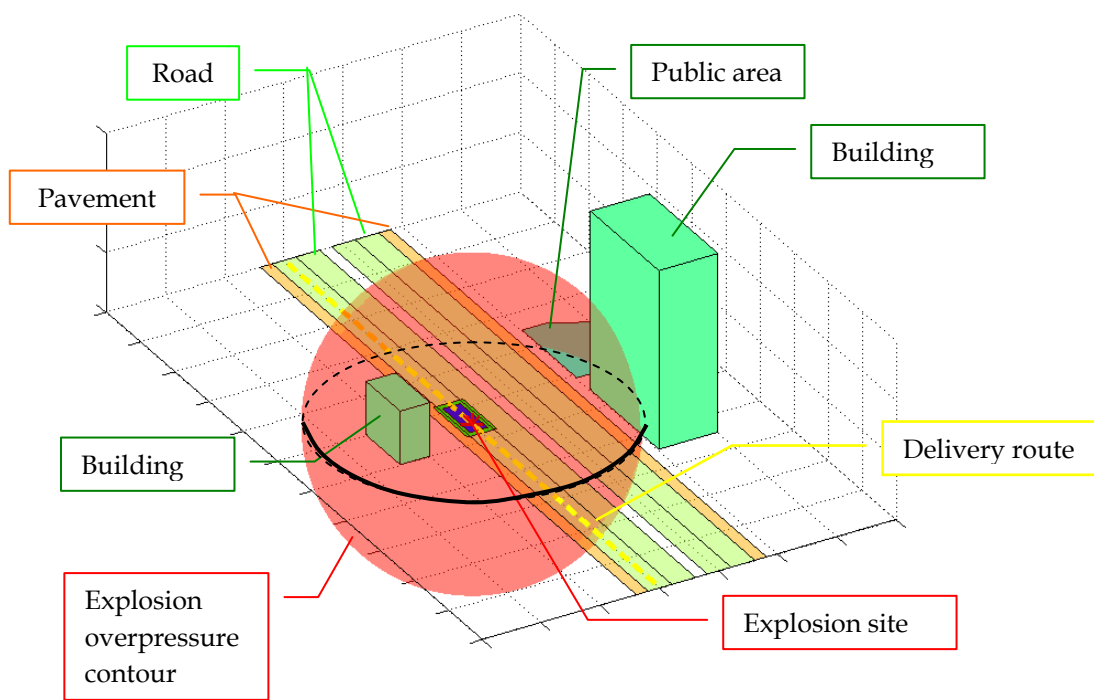 Road
Public area
Building
Pavement
Building
Delivery route
Explosion
overpressure
contour
Explosion site